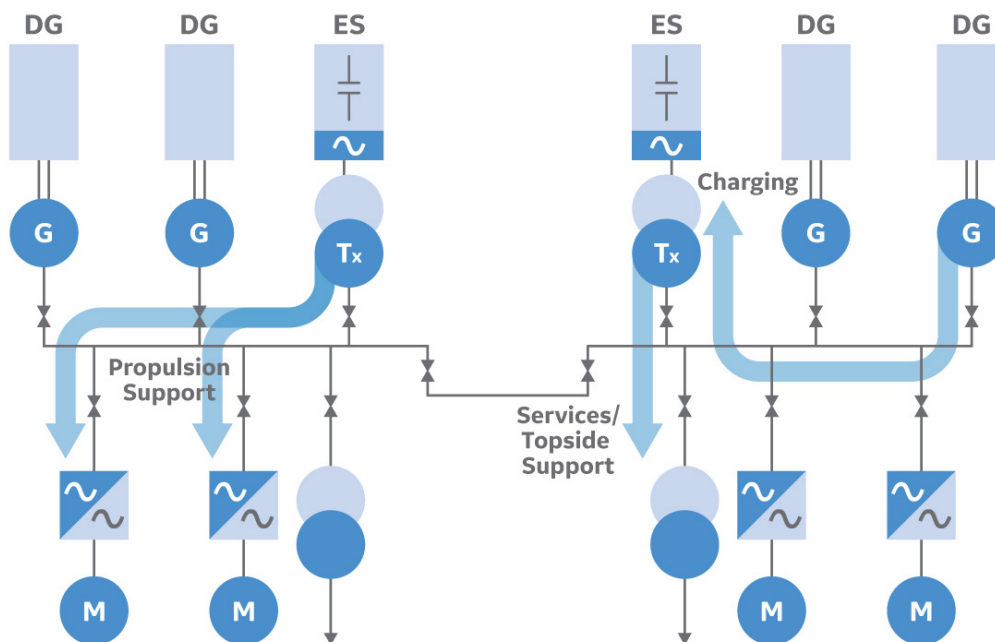 DG DG ES ES DG DG
Charging
G G Tx Tx G G
Propulsion
Support
Services/
Topside
Support
M M M M